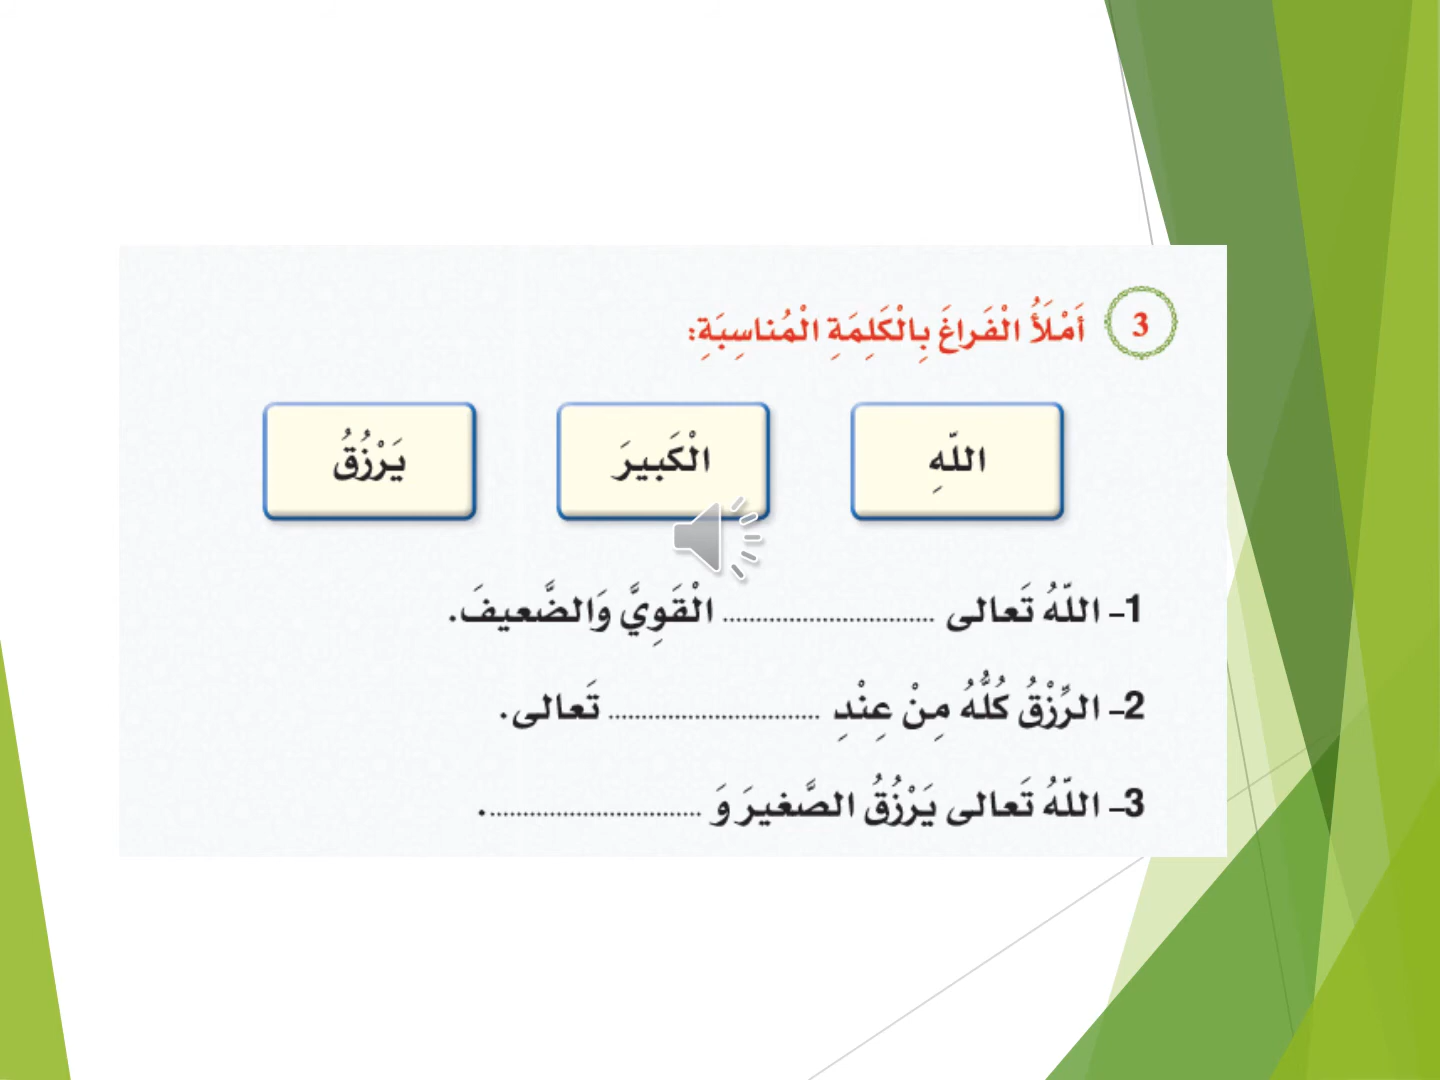 3 أَمْلَأُ الْفَراغَ بِالْكَلِمَةِ الْمُناسِبَةِ:
اللّهِ الْكَبيرَ يَرْزُقُ
1- اللّهُ تَعالى ................................ الْقَوِيَّ وَالضَّعيفَ.
2- الرِّزْقُ كُلُّهُ مِنْ عِنْدِ ................................ تَعالى.
3- اللّهُ تَعالى يَرْزُقُ الصَّغيرَ وَ ................................ .